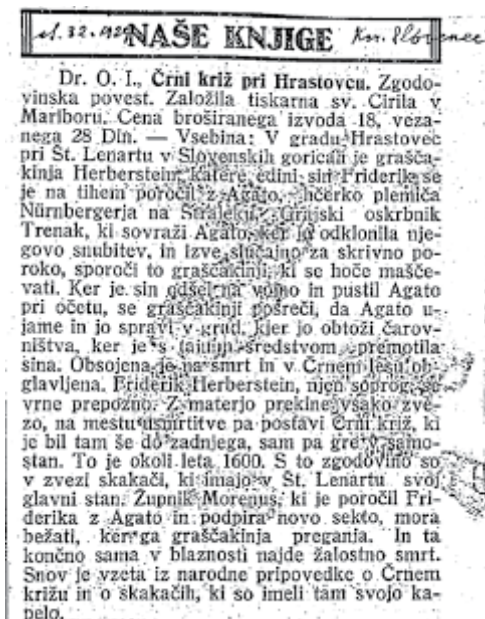 NAŠE KNJIGE
Dr. O. I., Črni križ pri Hrastovcu. Zgodo-
vinska povest. Založila tiskarna sv. Cirila v
Mariboru. Cena broširanega izvoda 18, veza-
nega 28 Din. — Vsebina: V gradu Hrastovec
pri Št. Lenartu v Slovenskih goricah je grašča-
kinja Herberstein, katere edini sin Friderik se
je na tihem poročil z Agato, hčerko plemiča
Nürnbergerja na Štraleku. Grajski oskrbnik
Trenak, ki sovraži Agato, ker je odklonila nje-
govo snubitev, in izve slučajno za skrivno po-
roko, sporoči to graščakinji, ki se hoče mašče-
vati. Ker je sin odšel na vojno in pustil Agato
pri očetu, se graščakinji posreči, da Agato u-
jame in jo spravi v grad, kjer jo obtoži čarov-
ništva, ker je s tajnim sredstvom premotila
sina. Obsojena je na smrt in v Črnem lesu ob-
glavljena. Friderik Herberstein, njen soprog, se
vrne prepozno. Z materjo prekine vsako zve-
zo, na mestu usmrtitve pa postavi Črni križ, ki
je bil tam še do zadnjega, sam pa gre v samo-
stan. To je okoli leta 1600. S to zgodovino so
v zvezi skakači, ki imajo v Št. Lenartu svoj
glavni stan. Župnik Morenus, ki je poročil Fri-
derika z Agato in podpira novo sekto, mora
bežati, ker ga graščakinja preganja. In ta
končno sama v blaznosti najde žalostno smrt.
Snov je vzeta iz narodne pripovedke o Črnem
križu in o skakačih, ki so imeli tam svojo ka-
pelo.